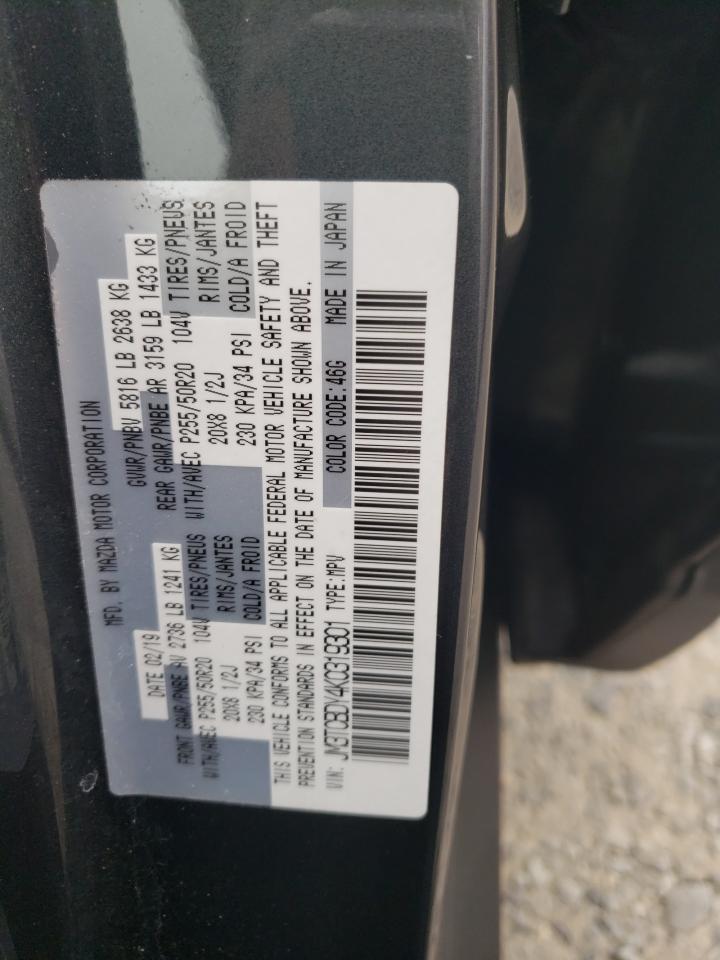 MFD. BY MAZDA MOTOR CORPORATION
DATE 02/19 GVWR/PNBV 5816 LB 2638 KG
FRONT GAWR/PNBE AV 2736 LB 1241 KG REAR GAWR/PNBE AR 3159 LB 1433 KG
WITH/AVEC P255/50R20 104V TIRES/PNEUS WITH/AVEC P255/50R20 104V TIRES/PNEUS
20X8 1/2J RIMS/JANTES 20X8 1/2J RIMS/JANTES
230 KPA/34 PSI COLD/A FROID 230 KPA/34 PSI COLD/A FROID
THIS VEHICLE CONFORMS TO ALL APPLICABLE FEDERAL MOTOR VEHICLE SAFETY AND THEFT
PREVENTION STANDARDS IN EFFECT ON THE DATE OF MANUFACTURE SHOWN ABOVE.
VIN: JM3TCBDY4K0319301 TYPE:MPV COLOR CODE:46G MADE IN JAPAN